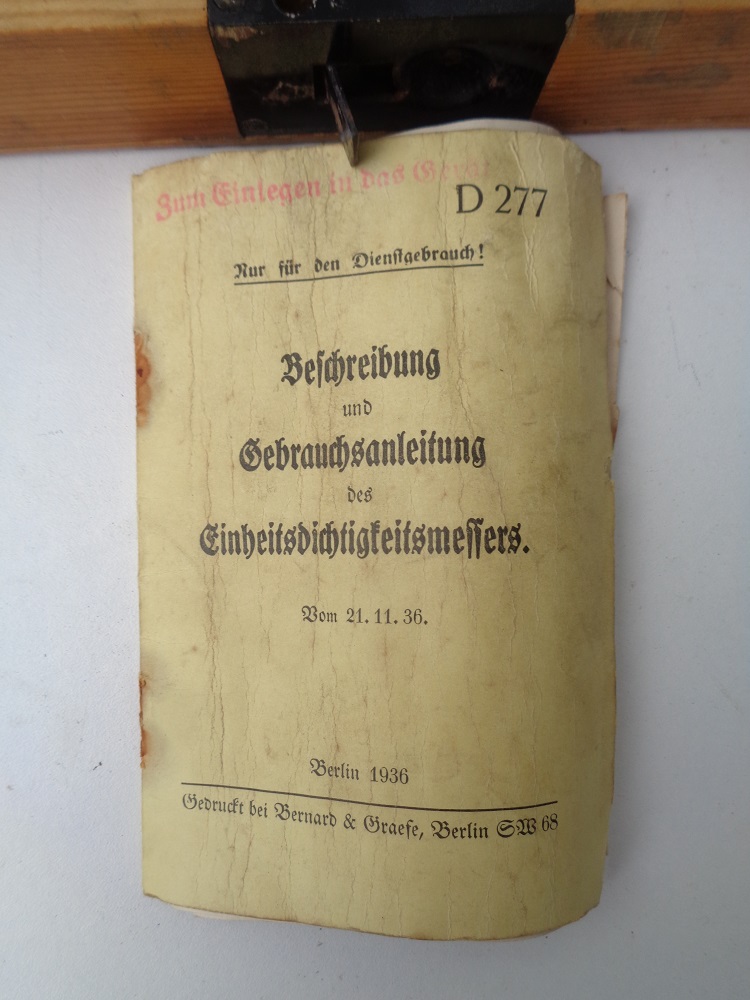 Zum Einlegen in das Gerät
D 277
Nur für den Dienstgebrauch!
Beschreibung
und
Gebrauchsanleitung
des
Einheitsdichtigkeitsmessers.
Vom 21. 11. 36.
Berlin 1936
Gedruckt bei Bernard & Graefe, Berlin SW 68